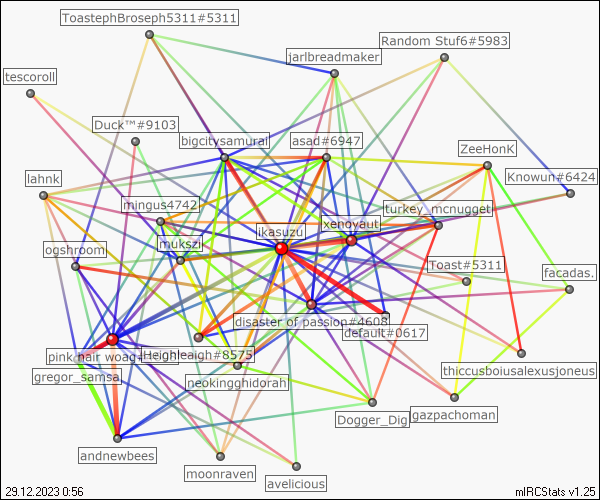 ToastephBroseph5311#5311
Random Stuf6#5983
jarlbreadmaker
tescoroll
Duck™#9103
bigcitysamurai
asad#6947
ZeeHonK
Knowun#6424
lahnk
mingus4742
turkey_mcnugget
xenoyaut
ikasuzu
mukszi
ogshroom
Toast#5311
facadas.
disaster of passion#4608
default#0617
pink hair woag
Heighleaigh#8575
thiccusboiusalexusjoneus
gregor_samsa
neokingghidorah
Dogger_Dig
gazpachoman
andnewbees
moonraven
avelicious
29.12.2023 0:56
mIRCStats v1.25